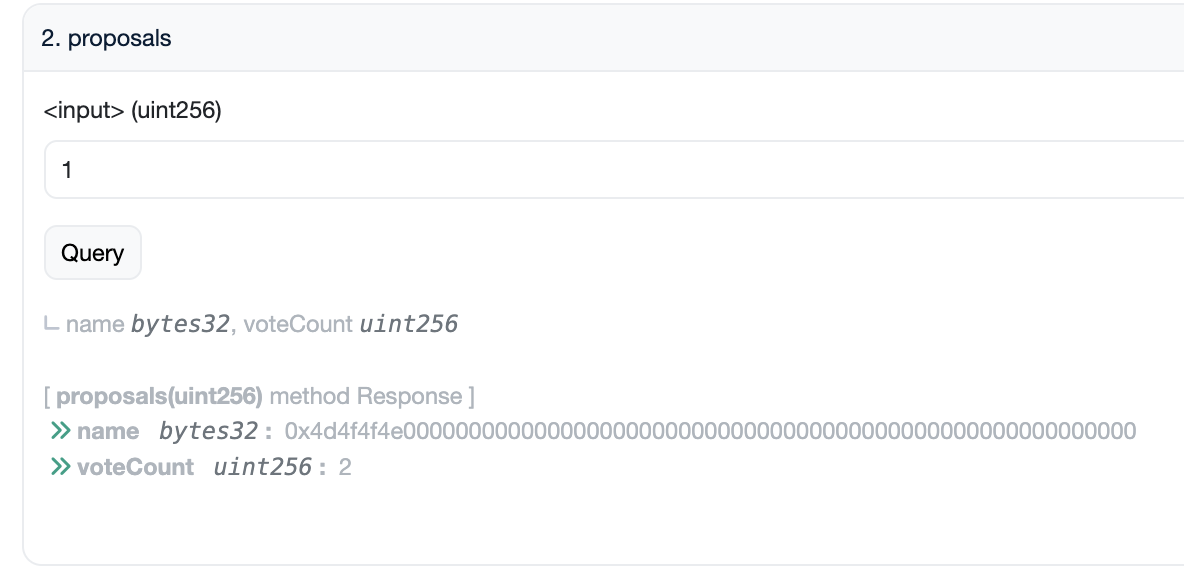 2. proposals
<input> (uint256)
1
Query
name bytes32, voteCount uint256
[ proposals(uint256) method Response ]
name bytes32 : 0x4d4f4f4e00000000000000000000000000000000000000000000000000000000
voteCount uint256 : 2